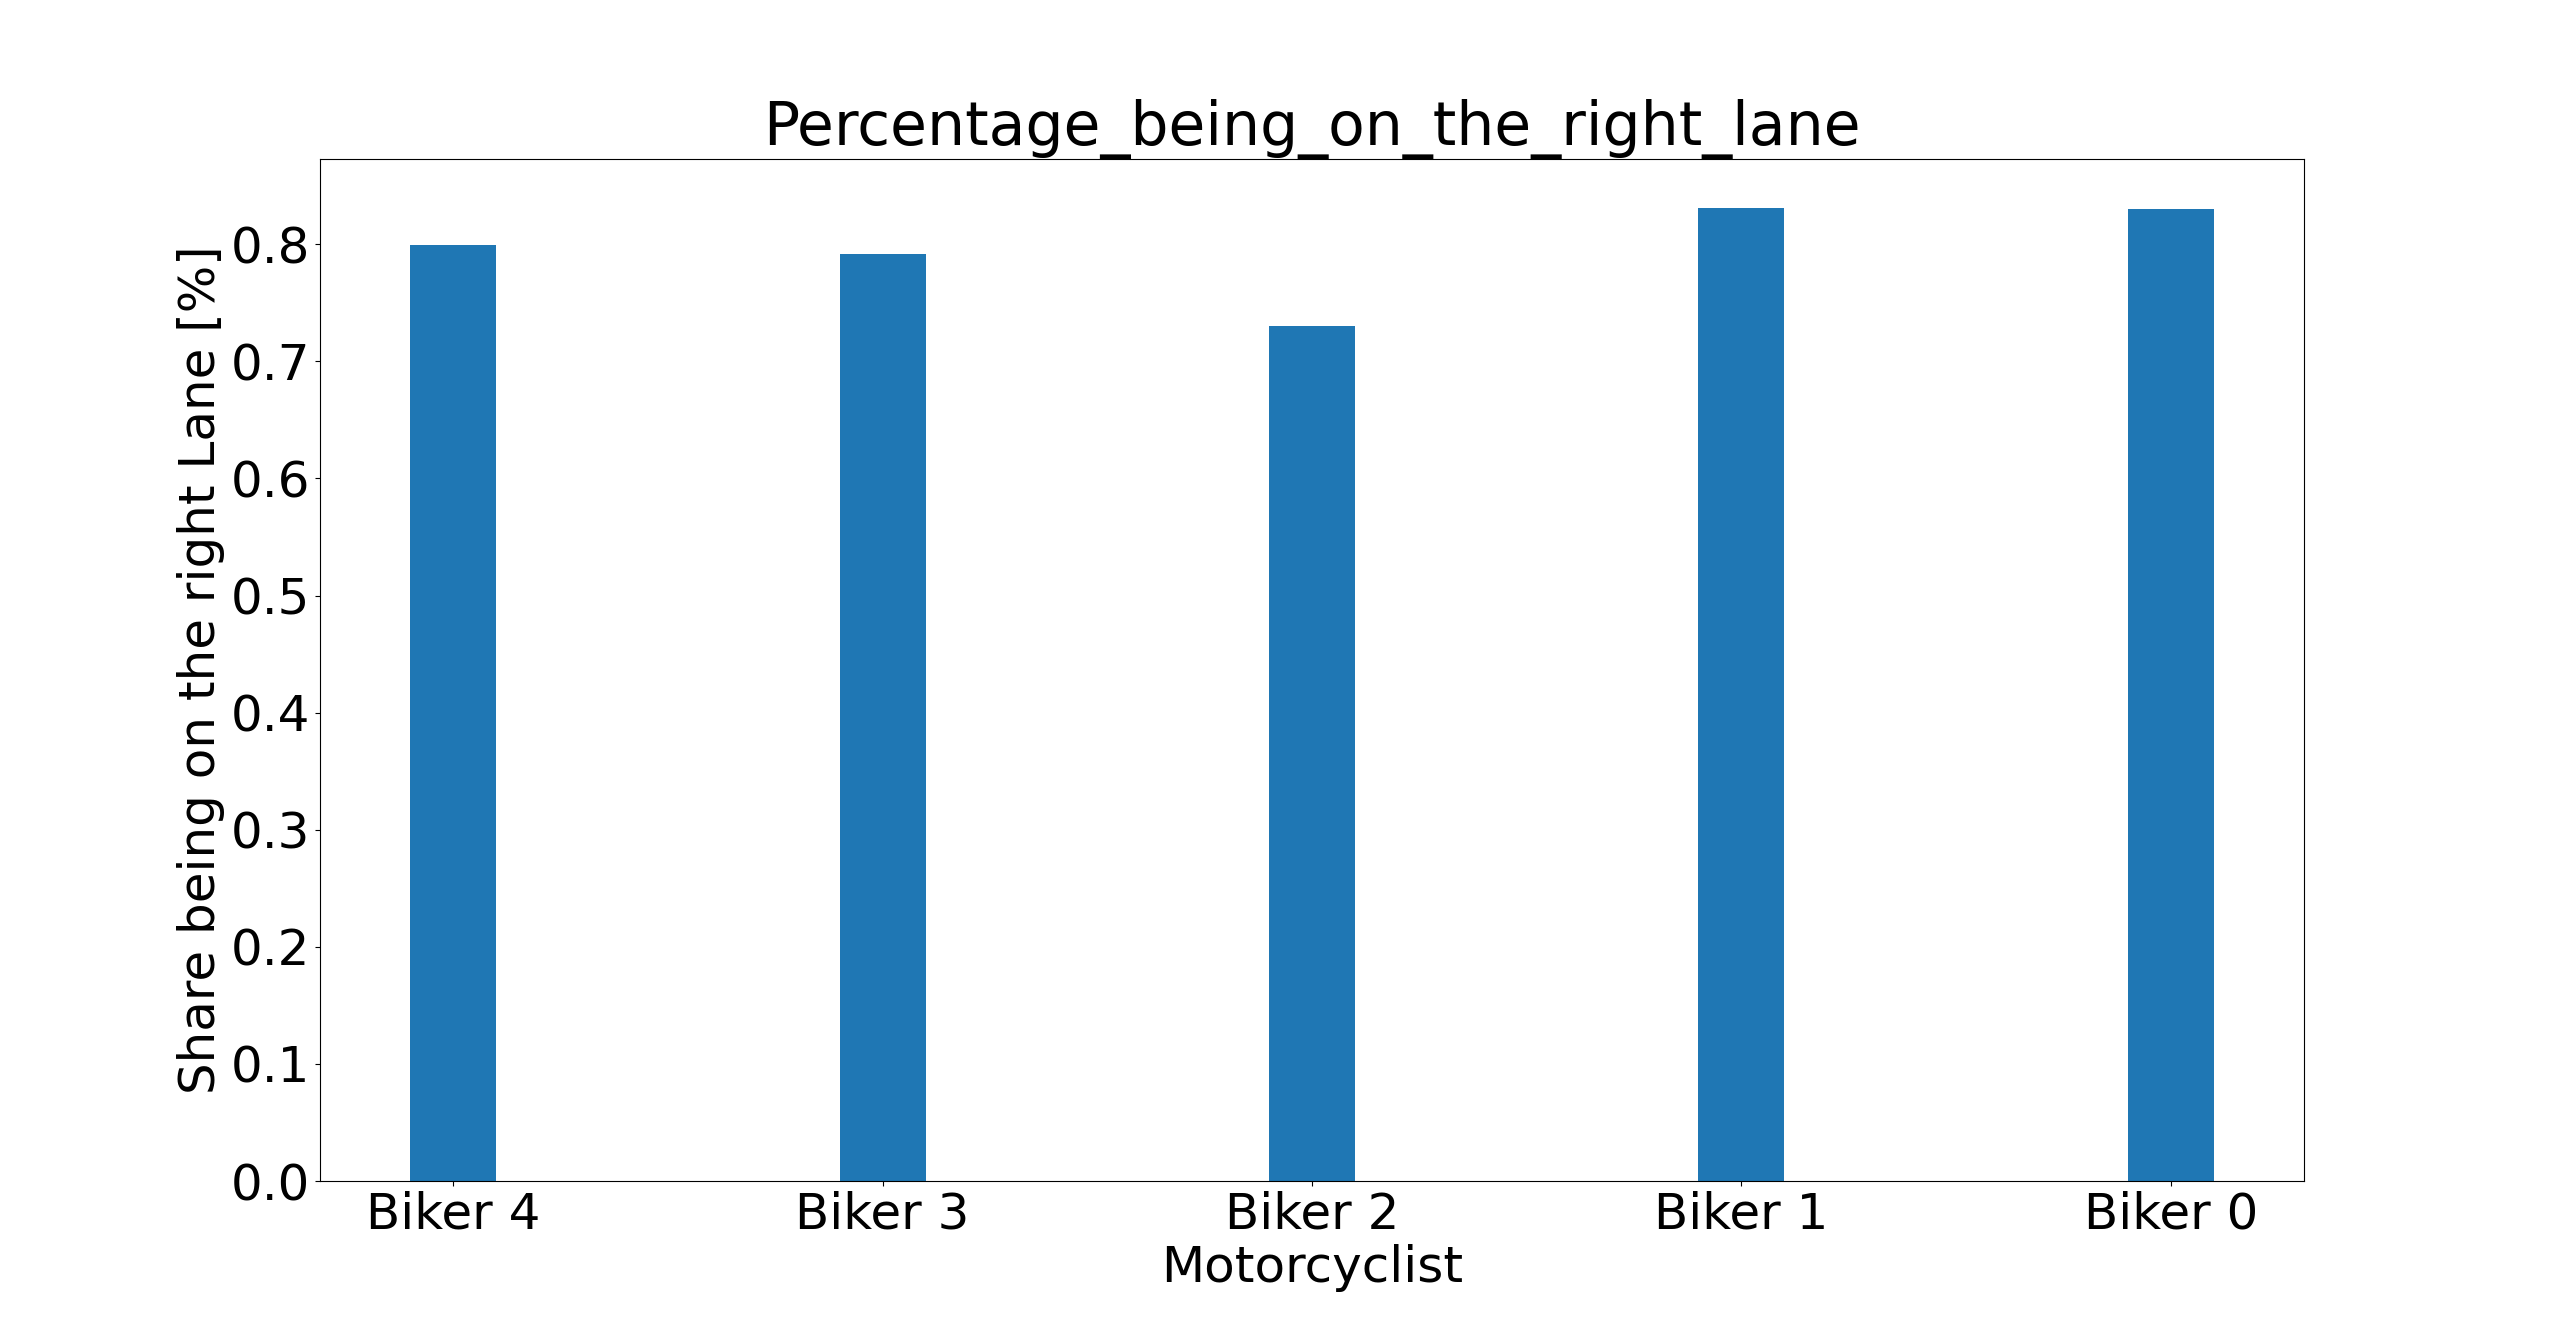 Percentage_being_on_the_right_lane
Share being on the right Lane [%]
0.8
0.7
0.6
0.5
0.4
0.3
0.2
0.1
0.0
Biker 4 Biker 3 Biker 2 Biker 1 Biker 0
Motorcyclist